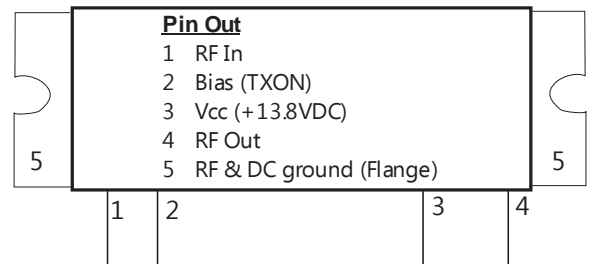 Pin Out
1 RF In
2 Bias (TXON)
3 Vcc (+13.8VDC)
4 RF Out
5 RF & DC ground (Flange)
5
5
1
2
3
4